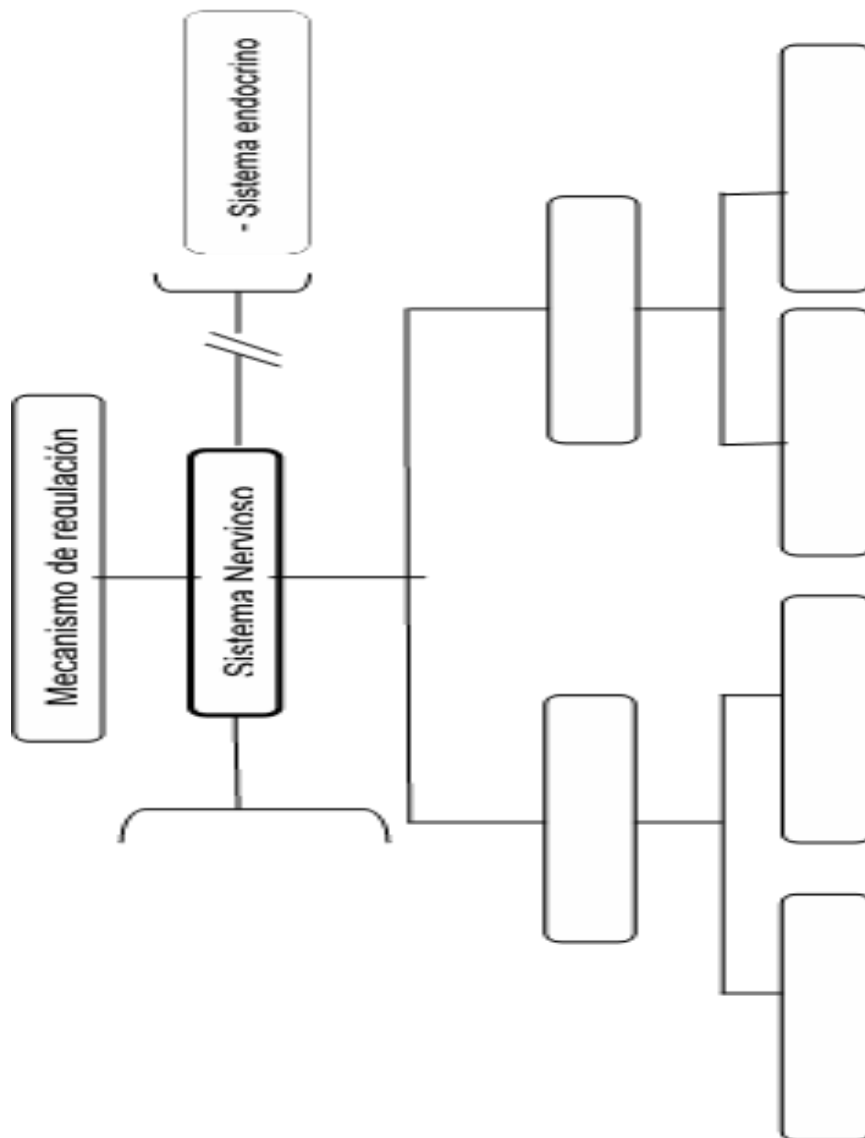 Mecanismo de regulación
Sistema Nervioso
- Sistema endocrino